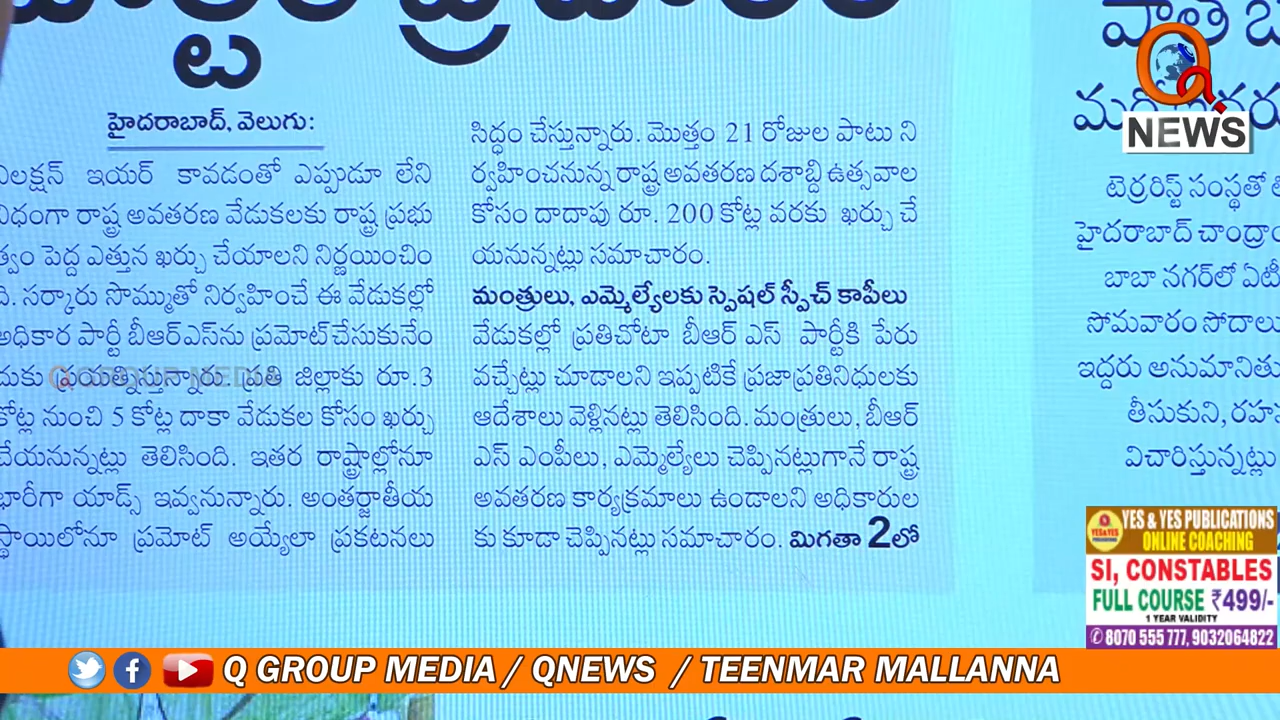 హైదరాబాద్, వెలుగు:
ఇయర్ కావడంతో ఎప్పుడూ లేని
విధంగా రాష్ట్ర అవతరణ వేడుకలకు రాష్ట్ర ప్రభు
త్వం పెద్ద ఎత్తున ఖర్చు చేయాలని నిర్ణయించిం
ది. సర్కారు సొమ్ముతో నిర్వహించే ఈ వేడుకల్లో
అధికార పార్టీ బీఆర్ఎస్‌ను ప్రమోట్‌చేసుకునేం
దుకు ప్రయత్నిస్తున్నారు. ప్రతి జిల్లాకు రూ.3
కోట్ల నుంచి 5 కోట్ల దాకా వేడుకల కోసం ఖర్చు
చేయనున్నట్లు తెలిసింది. ఇతర రాష్ట్రాల్లోనూ
భారీగా యాడ్స్ ఇవ్వనున్నారు. అంతర్జాతీయ
స్థాయిలోనూ ప్రమోట్ అయ్యేలా ప్రకటనలు
సిద్ధం చేస్తున్నారు. మొత్తం 21 రోజుల పాటు ని
ర్వహించనున్న రాష్ట్ర అవతరణ దశాబ్ది ఉత్సవాల
కోసం దాదాపు రూ. 200 కోట్ల వరకు ఖర్చు చే
యనున్నట్లు సమాచారం.
మంత్రులు, ఎమ్మెల్యేలకు స్పెషల్ స్పీచ్ కాపీలు
వేడుకల్లో ప్రతిచోటా బీఆర్ ఎస్ పార్టీకి పేరు
వచ్చేట్లు చూడాలని ఇప్పటికే ప్రజాప్రతినిధులకు
ఆదేశాలు వెళ్లినట్లు తెలిసింది. మంత్రులు, బీఆర్
ఎస్ ఎంపీలు, ఎమ్మెల్యేలు చెప్పినట్లుగానే రాష్ట్ర
అవతరణ కార్యక్రమాలు ఉండాలని అధికారుల
కు కూడా చెప్పినట్లు సమాచారం. మిగతా 2లో
టెర్రరిస్ట్ సంస్థతో
హైదరాబాద్ చాంద్రా
బాబా నగర్‌లో ఏటీ
సోమవారం సోదాలు
ఇద్దరు అనుమానితు
తీసుకుని, రహ
విచారిస్తున్నట్లు
Q NEWS
Q GROUP MEDIA
YES & YES PUBLICATIONS
ONLINE COACHING
SI, CONSTABLES
FULL COURSE ₹499/-
1 YEAR VALIDITY
8070 555 777, 9032064822
Q GROUP MEDIA / QNEWS / TEENMAR MALLANNA